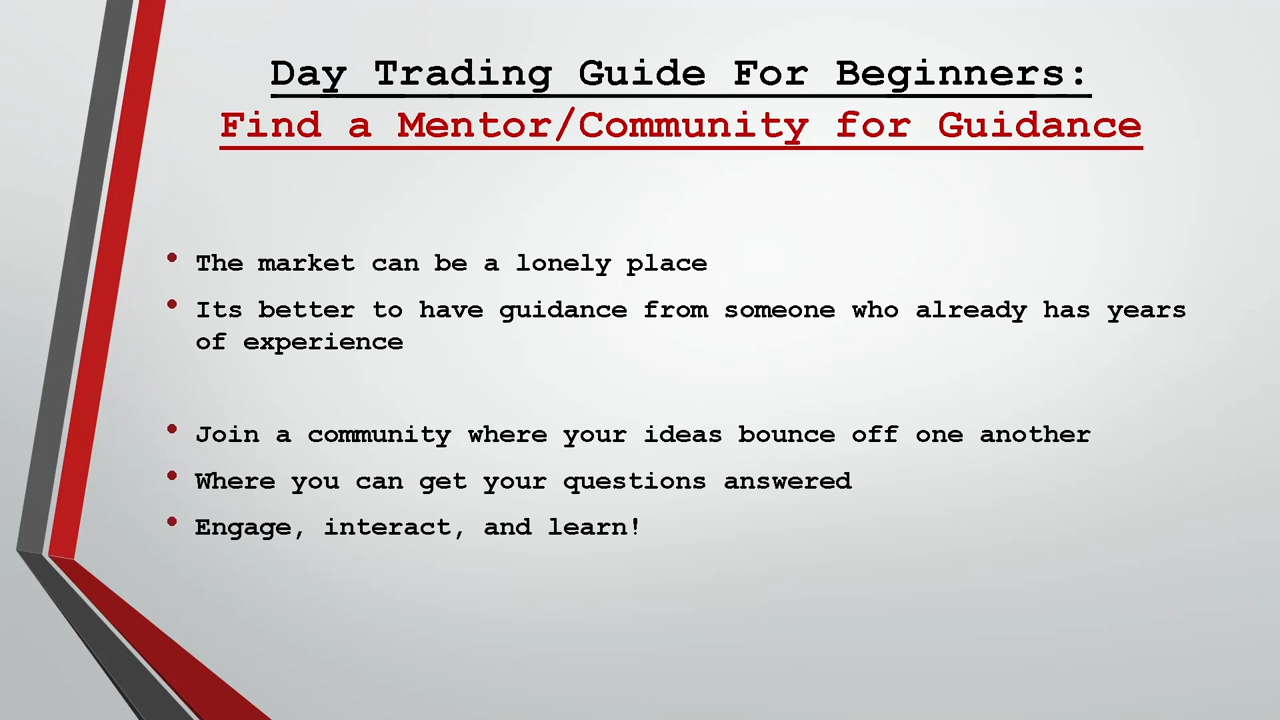 Day Trading Guide For Beginners:
Find a Mentor/Community for Guidance
• The market can be a lonely place
• Its better to have guidance from someone who already has years
of experience
• Join a community where your ideas bounce off one another
• Where you can get your questions answered
• Engage, interact, and learn!